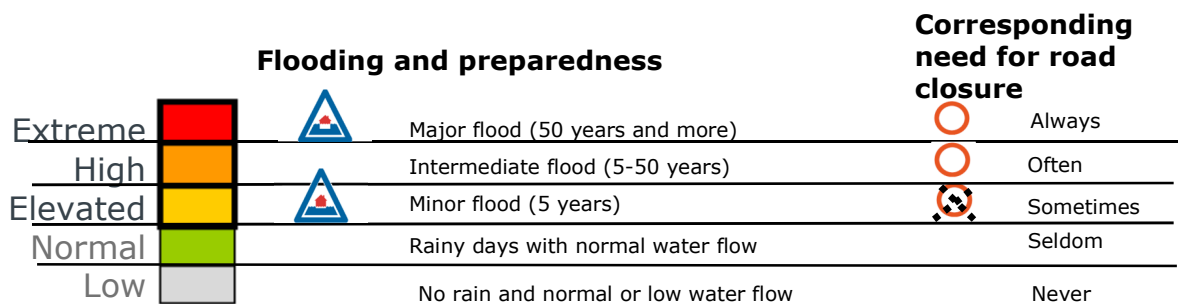 Flooding and preparedness
Corresponding
need for road
closure
Extreme Major flood (50 years and more) Always
High Intermediate flood (5-50 years) Often
Elevated Minor flood (5 years) Sometimes
Normal Rainy days with normal water flow Seldom
Low No rain and normal or low water flow Never